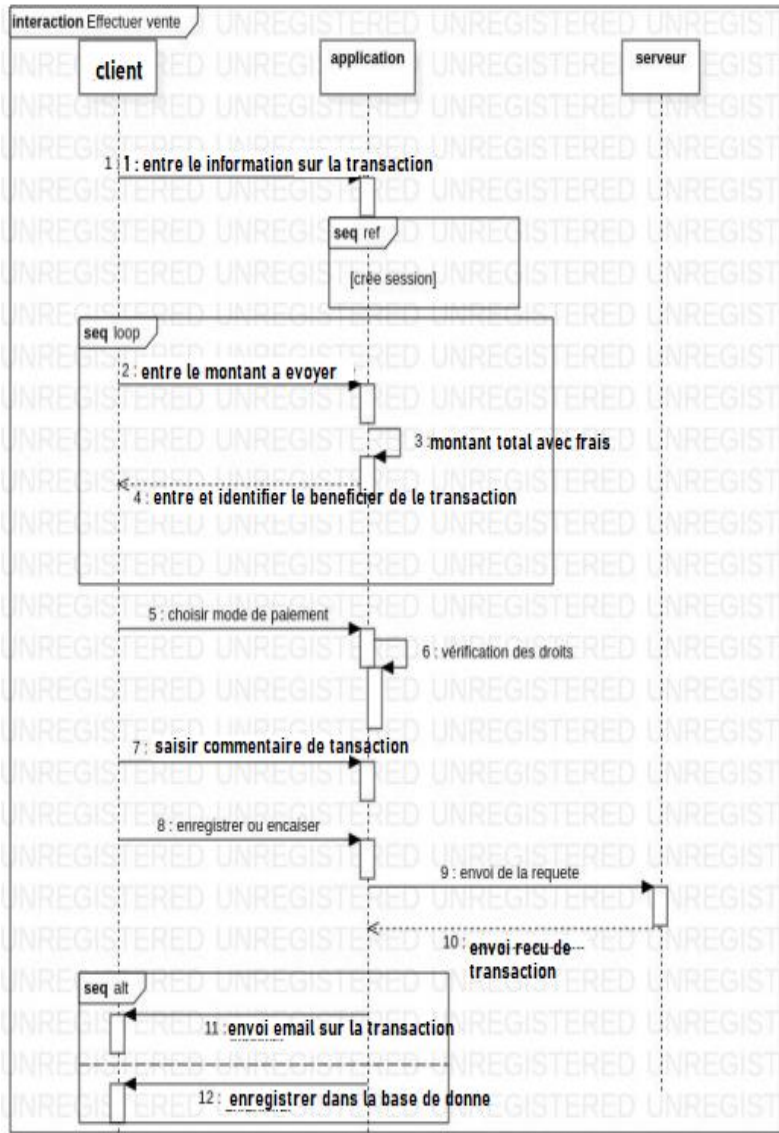 interaction Effectuer vente
client
application
serveur
1 : 1 : entre le information sur la transaction
seq ref
[crèe session]
seq loop
2 : entre le montant a evoyer
3 : montant total avec frais
4 : entre et identifier le beneficier de le transaction
5 : choisir mode de paiement
6 : vérification des droits
7 : saisir commentaire de tansaction
8 : enregistrer ou encaiser
9 : envoi de la requete
10 : envoi recu de
transaction
seq alt
11 : envoi email sur la transaction
12 : enregistrer dans la base de donne
UNREGISTERED